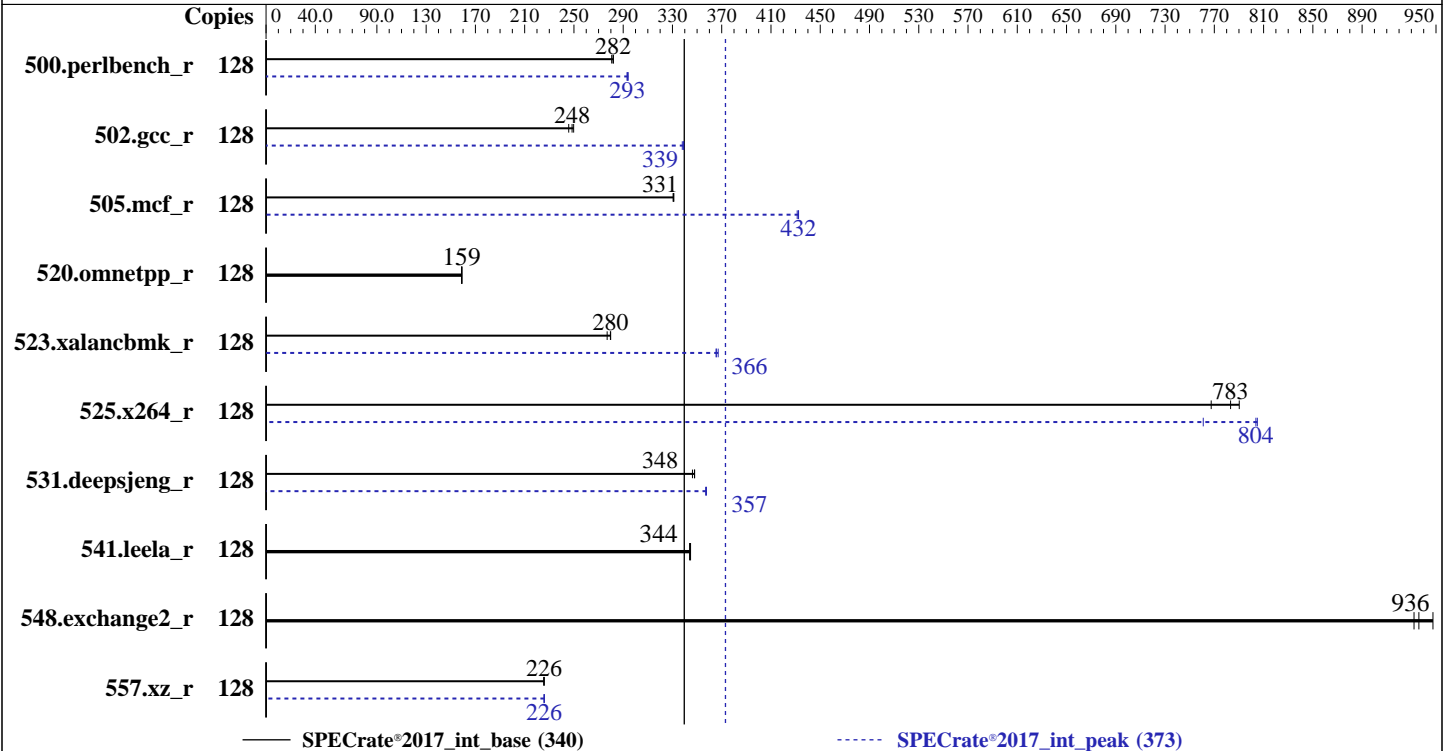 Copies 0 40.0 90.0 130 170 210 250 290 330 370 410 450 490 530 570 610 650 690 730 770 810 850 890 950
500.perlbench_r 128 282
293
502.gcc_r 128 248
339
505.mcf_r 128 331
432
520.omnetpp_r 128 159
523.xalancbmk_r 128 280
366
525.x264_r 128 783
804
531.deepsjeng_r 128 348
357
541.leela_r 128 344
548.exchange2_r 128 936
557.xz_r 128 226
226
SPECrate®2017_int_base (340) SPECrate®2017_int_peak (373)